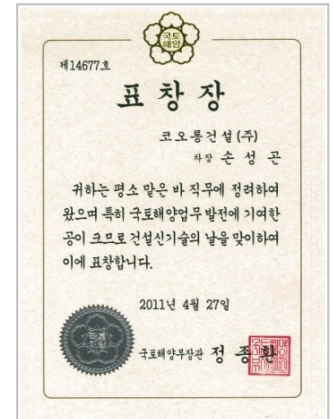 국토
해양
제14677호
표창장
코오롱건설(주)
차장 손성곤
귀하는 평소 맡은 바 직무에 정려하여
왔으며 특히 국토해양업무 발전에 기여한
공이 크므로 건설신기술의 날을 맞이하여
이에 표창합니다.
2011년 4월 27일
국토해양부장관 정종환